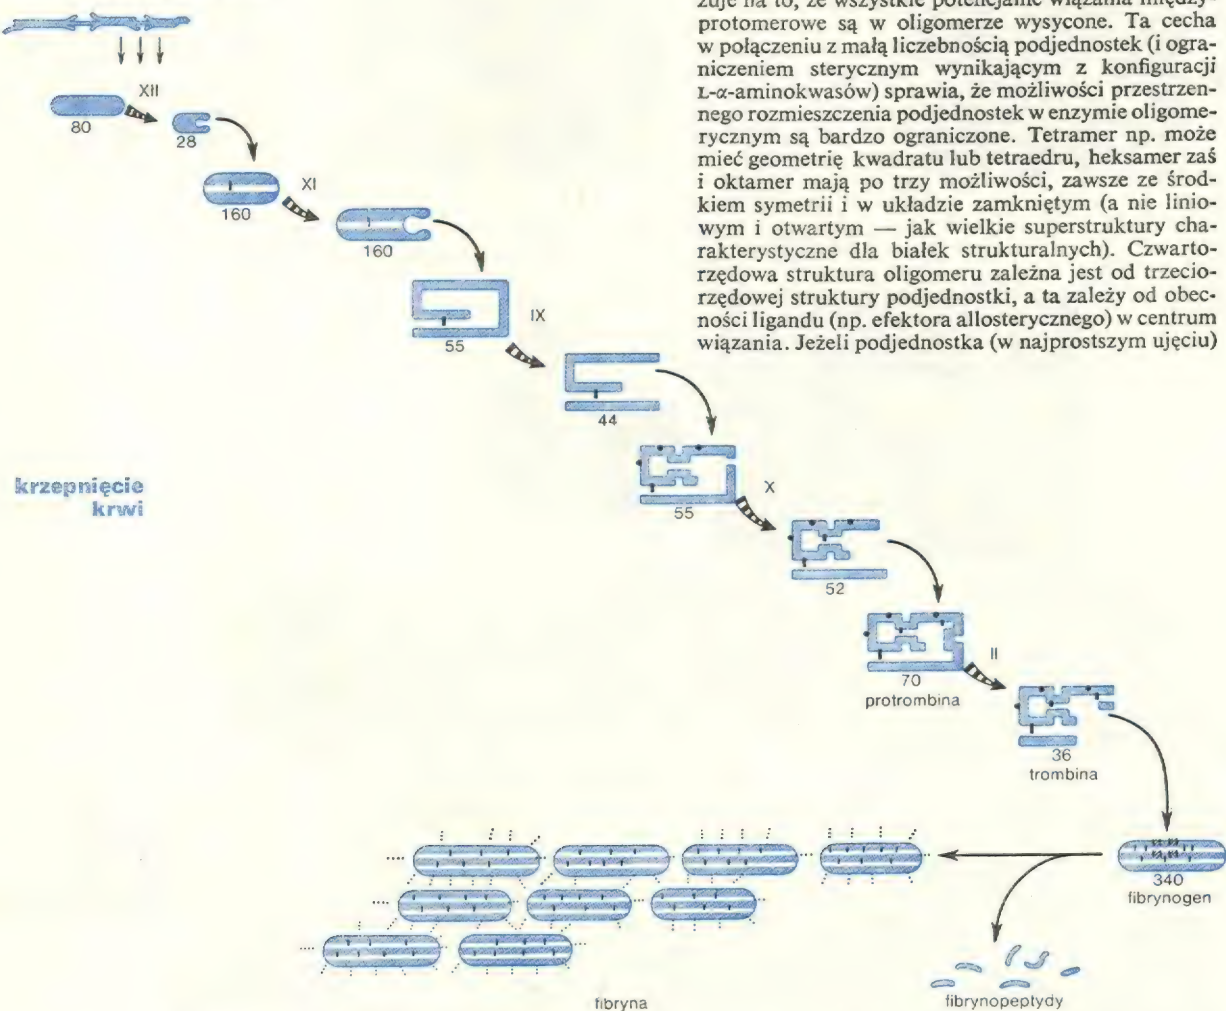 żuje na to, że wszystkie potencjalne wiązania między-
protomerowe są w oligomerze wysycone. Ta cecha
w połączeniu z małą liczebnością podjednostek (i ogra-
niczeniem sterycznym wynikającym z konfiguracji
L-α-aminokwasów) sprawia, że możliwości przestrzen-
nego rozmieszczenia podjednostek w enzymie oligome-
rycznym są bardzo ograniczone. Tetramer np. może
mieć geometrię kwadratu lub tetraedru, heksamer zaś
i oktamer mają po trzy możliwości, zawsze ze środ-
kiem symetrii i w układzie zamkniętym (a nie linio-
wym i otwartym — jak wielkie superstruktury cha-
rakterystyczne dla białek strukturalnych). Czwarto-
rzędowa struktura oligomeru zależna jest od trzecio-
rzędowej struktury podjednostki, a ta zależy od obec-
ności ligandu (np. efektora allosterycznego) w centrum
wiązania. Jeżeli podjednostka (w najprostszym ujęciu)
XII
80
28
XI
160
160
IX
55
44
krzepnięcie
krwi
X
55
52
II
70
protrombina
36
trombina
340
fibrynogen
fibryna
fibrynopeptydy